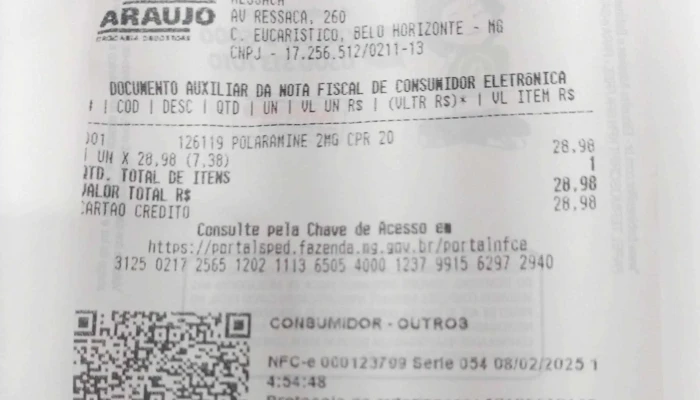 ARAUJO
RESSACA
AV RESSACA, 260
C. EUCARISTICO, BELO HORIZONTE - MG
CNPJ - 17.256.512/0211-13
DOCUMENTO AUXILIAR DA NOTA FISCAL DE CONSUMIDOR ELETRÔNICA
# | COD | DESC | QTD | UN | VL UN R$ | (VLTR R$)* | VL ITEM R$
001 126119 POLARAMINE 2MG CPR 20 28,98
1 UN X 28,98 (7.38)
QTD. TOTAL DE ITENS 1
VALOR TOTAL R$ 28,98
CARTAO CREDITO 28,98
Consulte pela Chave de Acesso em
https://portalsped.fazenda.mg.gov.br/portalnfce
3125 0217 2565 1202 1113 6505 4000 1237 9915 6297 2940
CONSUMIDOR - OUTROS
NFC-e 000123799 Serie 054 08/02/2025 1
4:54:48